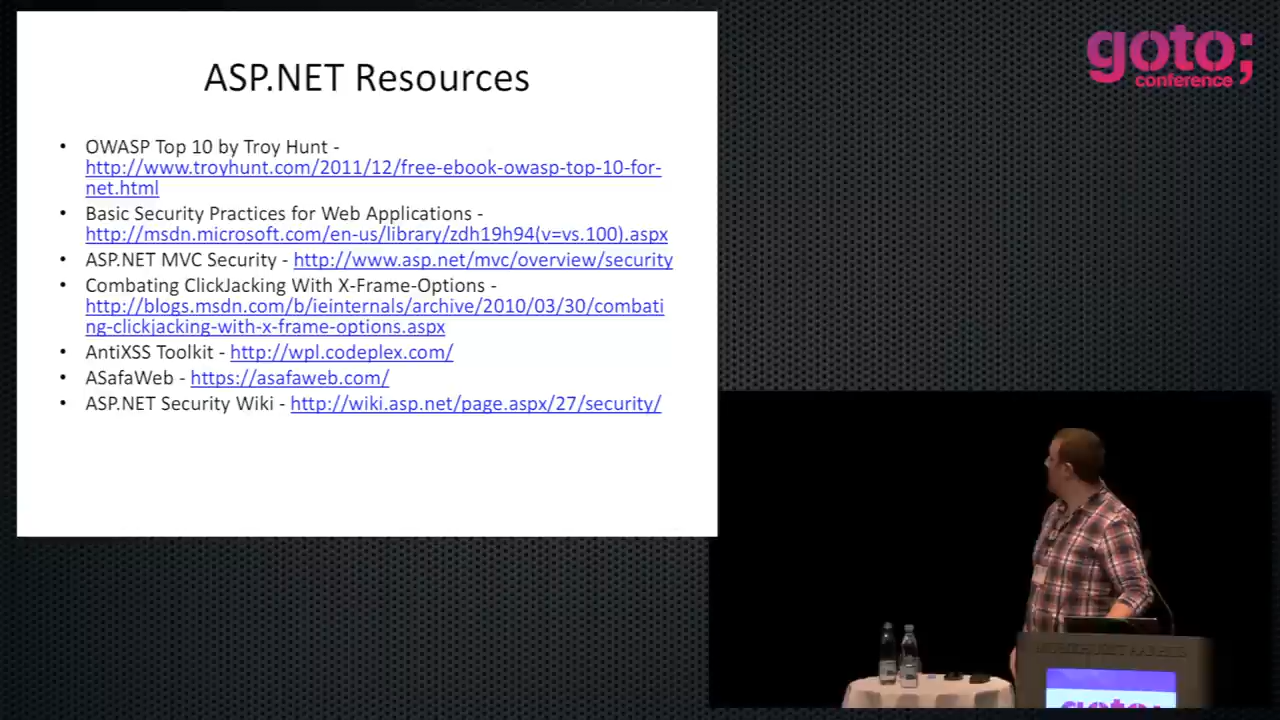 goto;
conference
ASP.NET Resources
• OWASP Top 10 by Troy Hunt -
http://www.troyhunt.com/2011/12/free-ebook-owasp-top-10-for-
net.html
• Basic Security Practices for Web Applications -
http://msdn.microsoft.com/en-us/library/zdh19h94(v=vs.100).aspx
• ASP.NET MVC Security - http://www.asp.net/mvc/overview/security
• Combating ClickJacking With X-Frame-Options -
http://blogs.msdn.com/b/ieinternals/archive/2010/03/30/combati
ng-clickjacking-with-x-frame-options.aspx
• AntiXSS Toolkit - http://wpl.codeplex.com/
• ASafaWeb - https://asafaweb.com/
• ASP.NET Security Wiki - http://wiki.asp.net/page.aspx/27/security/
goto;